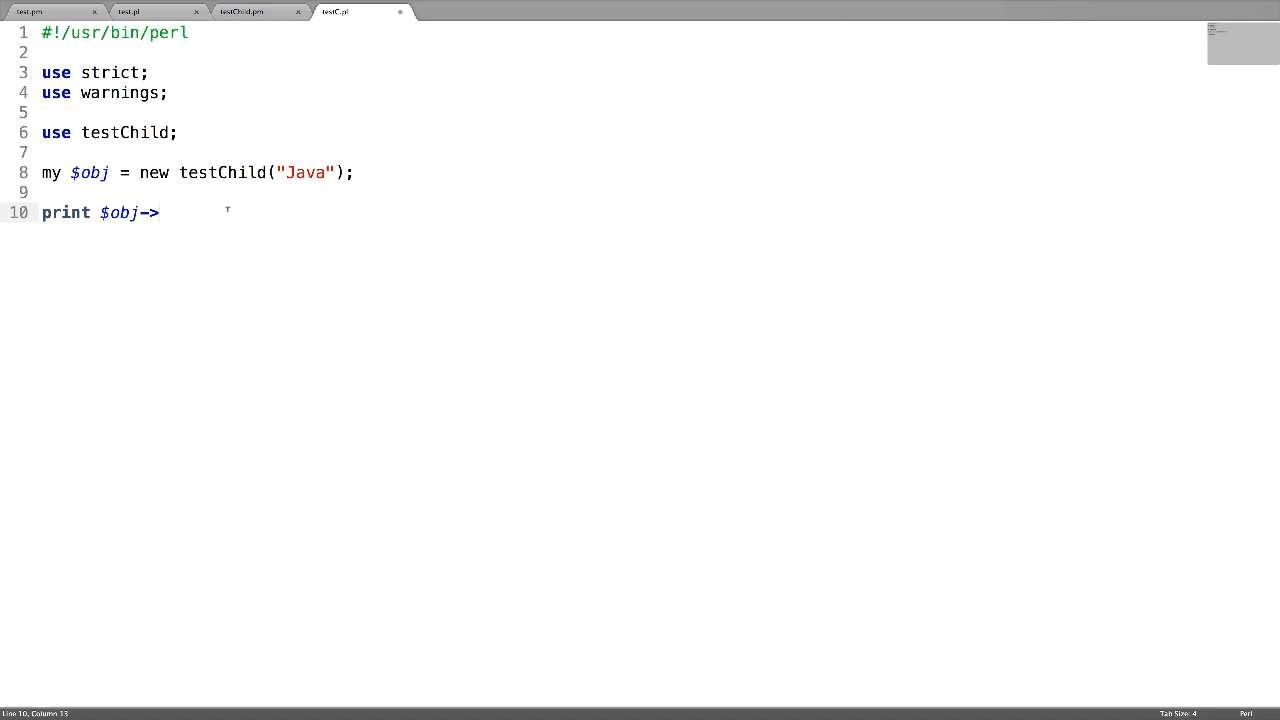 test.pm × test.pl × testChild.pm × testC.pl
1 #!/usr/bin/perl
2
3 use strict;
4 use warnings;
5
6 use testChild;
7
8 my $obj = new testChild("Java");
9
10 print $obj->
Line 10, Column 13 Tab Size: 4 Perl